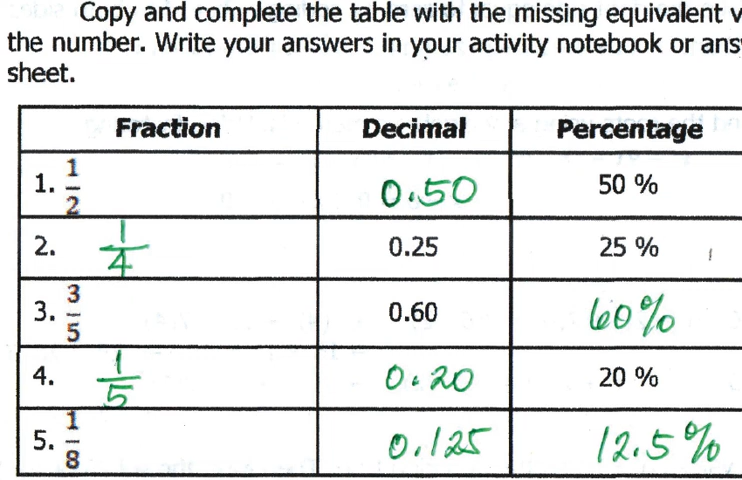 Copy and complete the table with the missing equivalent
the number. Write your answers in your activity notebook or
sheet.
Fraction Decimal Percentage
1. 1/2 0.50 50 %
2. 1/4 0.25 25 %
3. 3/5 0.60 60%
4. 1/5 0.20 20 %
5. 1/8 0.125 12.5%